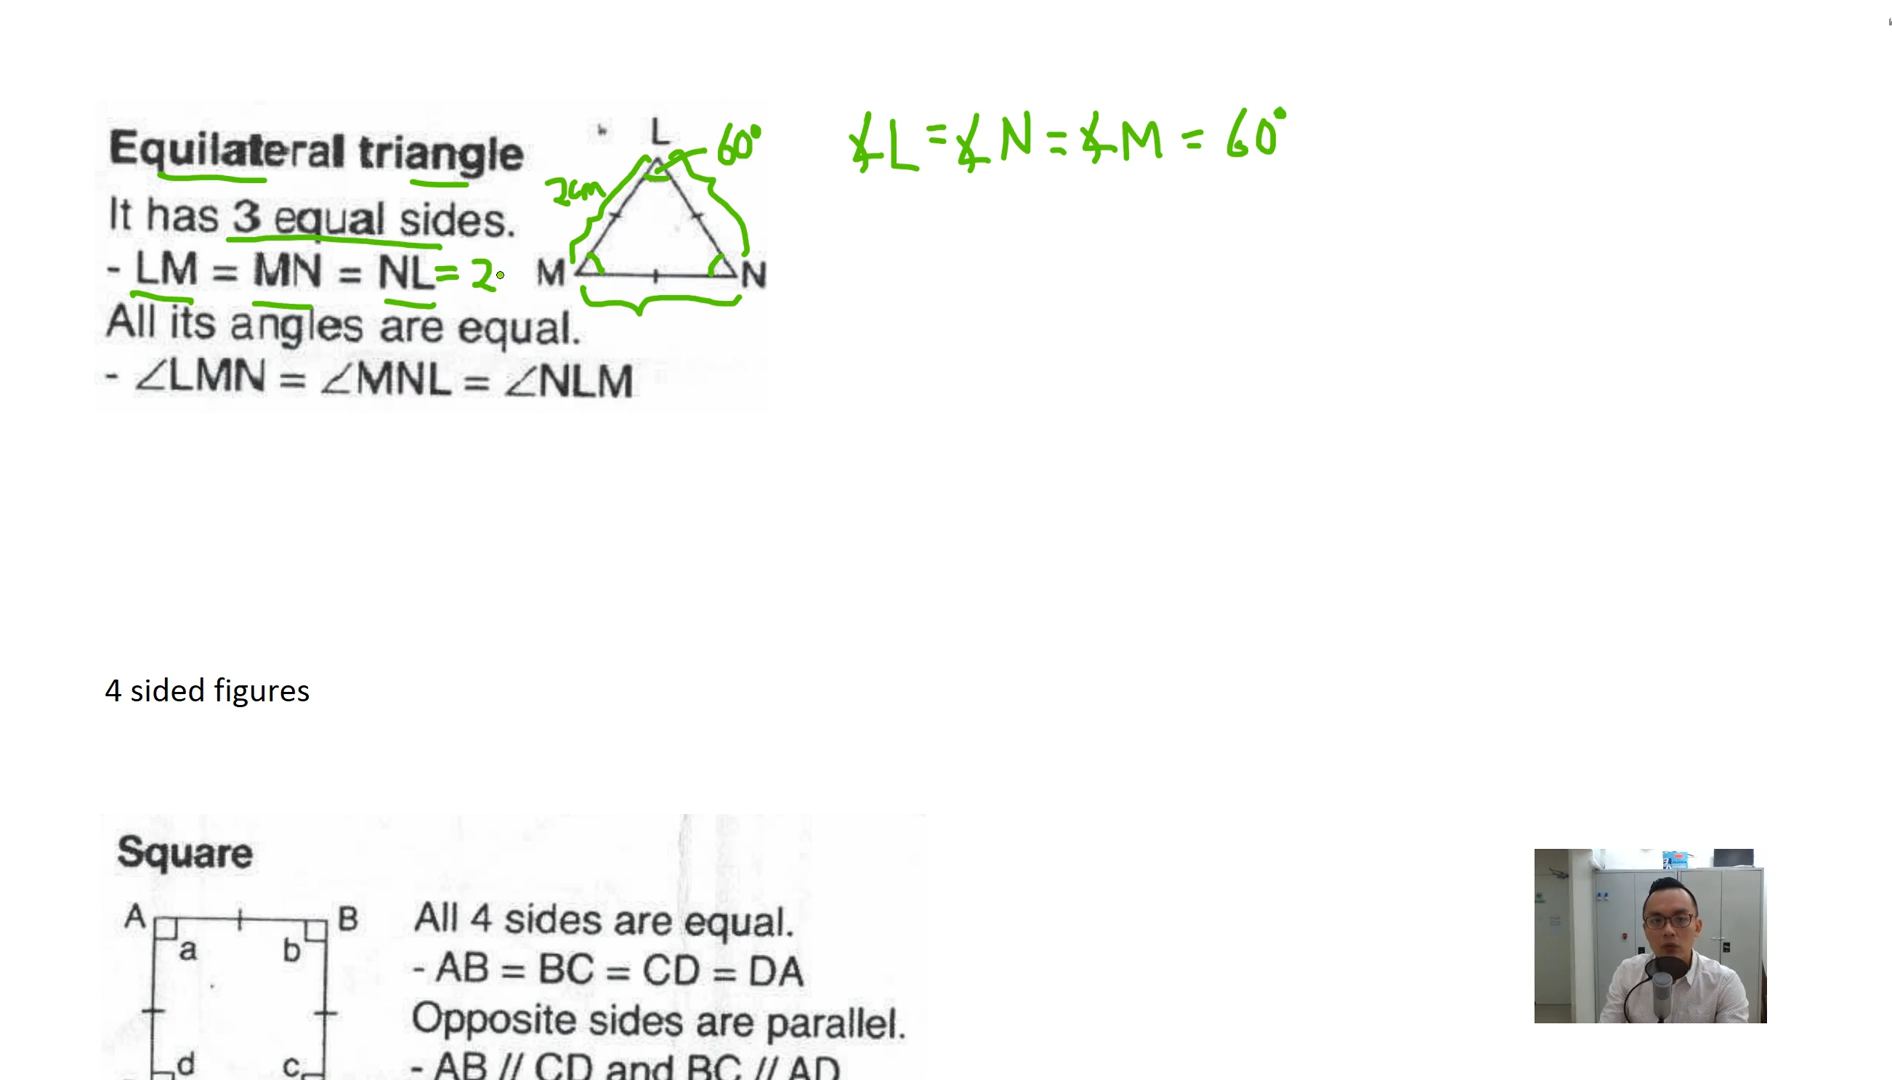 Equilateral triangle
It has 3 equal sides.
- LM = MN = NL = 2
All its angles are equal.
- ∠LMN = ∠MNL = ∠NLM
L
60°
2cm
M
N
∡L = ∡N = ∡M = 60°
4 sided figures
Square
A
B
a
b
d
c
All 4 sides are equal.
- AB = BC = CD = DA
Opposite sides are parallel.
- AB // CD and BC // AD